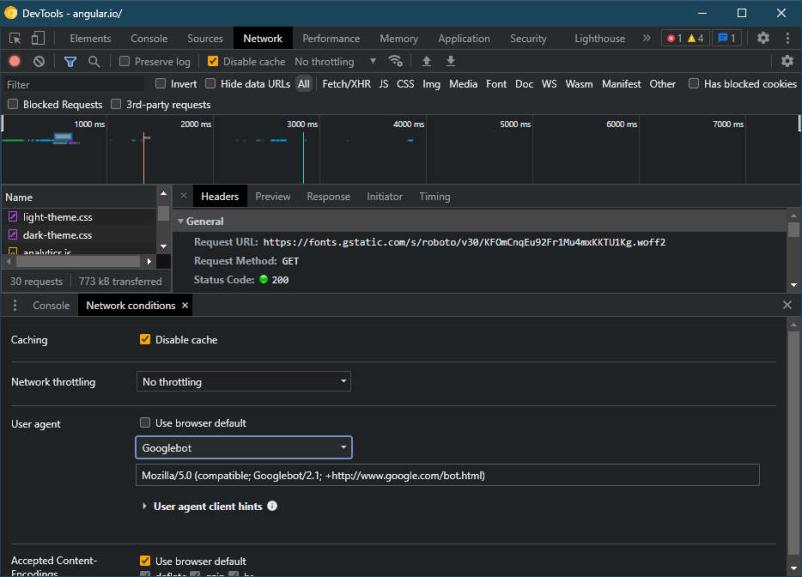 DevTools - angular.io/
Elements Console Sources Network Performance Memory Application Security Lighthouse » 1 4 1
Preserve log Disable cache No throttling
Filter Invert Hide data URLs All Fetch/XHR JS CSS Img Media Font Doc WS Wasm Manifest Other Has blocked cookies
Blocked Requests 3rd-party requests
1000 ms 2000 ms 3000 ms 4000 ms 5000 ms 6000 ms 7000 ms
Name × Headers Preview Response Initiator Timing
light-theme.css
dark-theme.css
analytics.js
30 requests 773 kB transferred
General
Request URL: https://fonts.gstatic.com/s/roboto/v30/KFOmCnqEu92Fr1Mu4mxKKTU1Kg.woff2
Request Method: GET
Status Code: 200
Console Network conditions ×
Caching Disable cache
Network throttling No throttling
User agent Use browser default
Googlebot
Mozilla/5.0 (compatible; Googlebot/2.1; +http://www.google.com/bot.html)
User agent client hints
Accepted Content- Use browser default
Encodings deflate gzip br